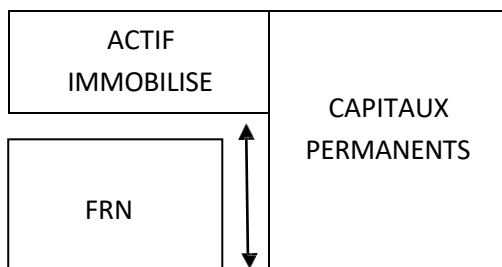 ACTIF
IMMOBILISE
CAPITAUX
PERMANENTS
FRN